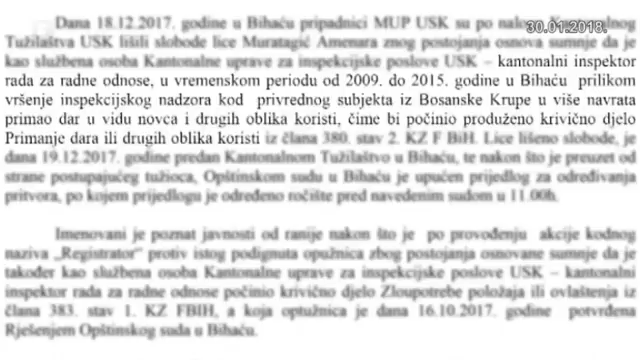 30.01.2018.
Dana 18.12.2017. godine u Bihaću pripadnici MUP USK su po
Tužilaštva USK lišili slobode lice Muratagić Amenara zbog postojanja osnova sumnje da je
kao službena osoba Kantonalne uprave za inspekcijske poslove USK – kantonalni inspektor
rada za radne odnose, u vremenskom periodu od 2009. do 2015. godine u Bihaću prilikom
vršenje inspekcijskog nadzora kod privrednog subjekta iz Bosanske Krupe u više navrata
primao dar u vidu novca i drugih oblika koristi, čime bi počinio produženo krivično djelo
Primanje dara ili drugih oblika koristi iz člana 380. stav 2. KZ F BiH. Lice lišeno slobode, je
dana 19.12.2017. godine predan Kantonalnom Tužilaštvo u Bihaću, te nakon što je preuzet od
strane postupajućeg tužioca, Opštinskom sudu u Bihaću je upućen prijedlog za određivanja
pritvora, po kojem prijedlogu je određeno ročište pred navedenim sudom u 11.00h.
Imenovani je poznat javnosti od ranije nakon što je po provođenju akcije kodnog
naziva „Registrator“ protiv istog podignuta opužnica zbog postojanja osnovane sumnje da je
također kao službena osoba Kantonalne uprave za inspekcijske poslove USK – kantonalni
inspektor rada za radne odnose počinio krivično djelo Zloupotrebe položaja ili ovlaštenja iz
člana 383. stav 1. KZ FBIH, a koja optužnica je dana 16.10.2017. godine potvrđena
Rješenjem Opštinskog suda u Bihaću.